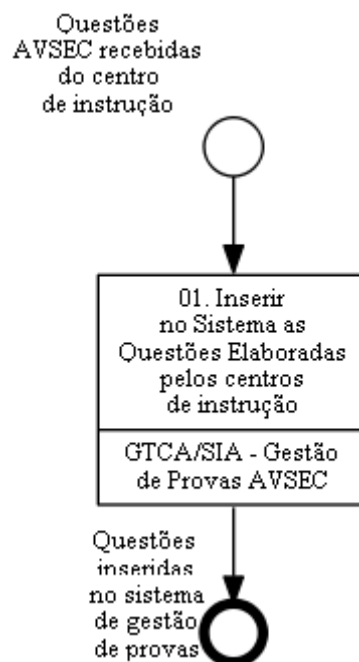 Questões
AVSEC recebidas
do centro
de instrução
01. Inserir
no Sistema as
Questões Elaboradas
pelos centros
de instrução
GTCA/SIA - Gestão
de Provas AVSEC
Questões
inseridas
no sistema
de gestão
de provas